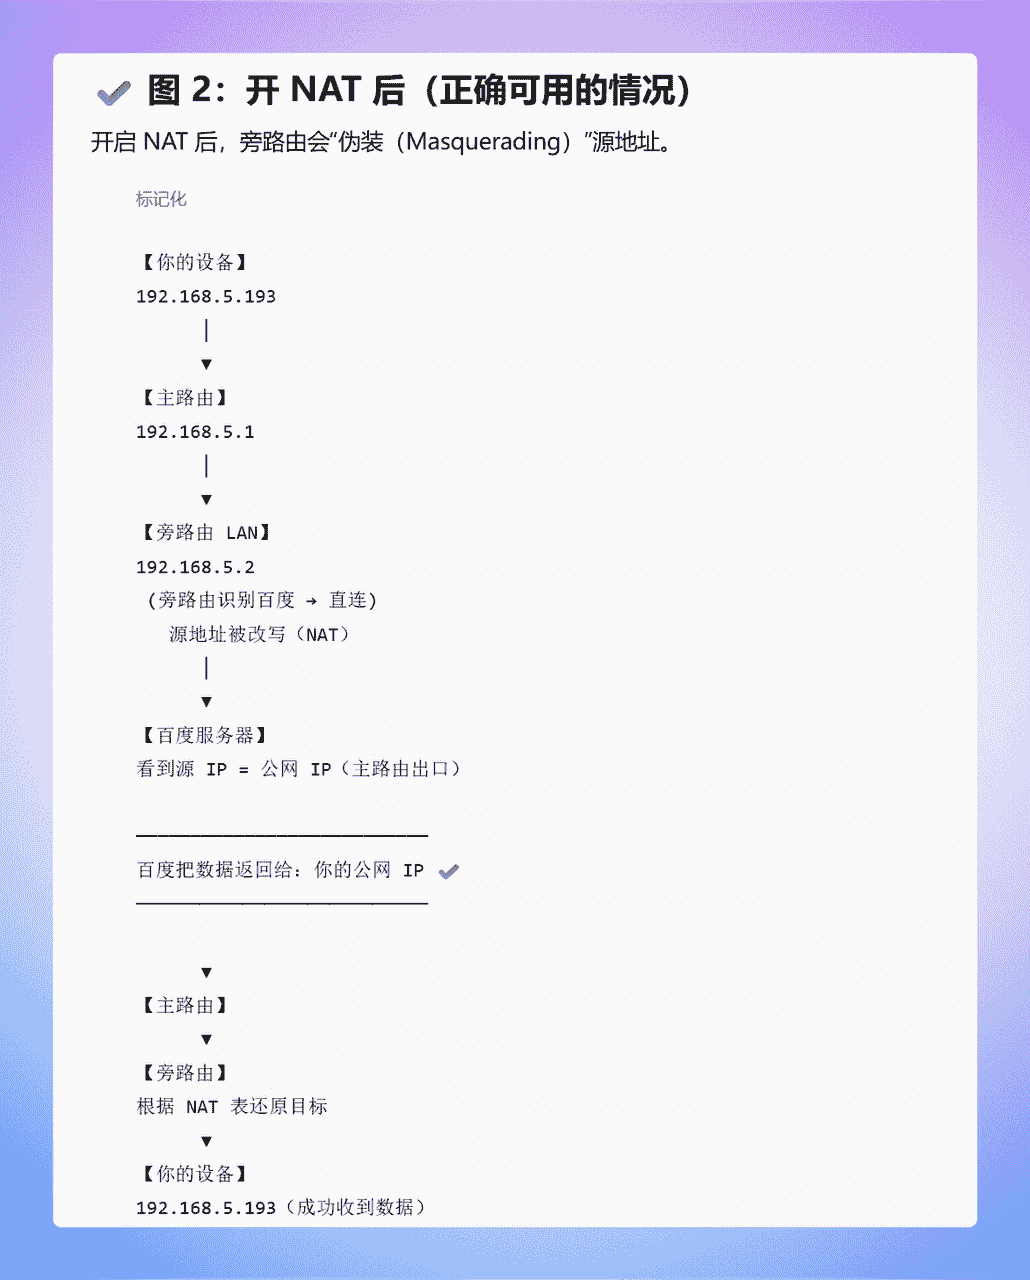 ✔ 图 2：开 NAT 后（正确可用的情况）
开启 NAT 后，旁路由会“伪装（Masquerading）”源地址。
标记化
【你的设备】
192.168.5.193
│
▼
【主路由】
192.168.5.1
│
▼
【旁路由 LAN】
192.168.5.2
(旁路由识别百度 → 直连)
源地址被改写（NAT）
│
▼
【百度服务器】
看到源 IP = 公网 IP（主路由出口）
百度把数据返回给：你的公网 IP ✔
▼
【主路由】
▼
【旁路由】
根据 NAT 表还原目标
▼
【你的设备】
192.168.5.193（成功收到数据）